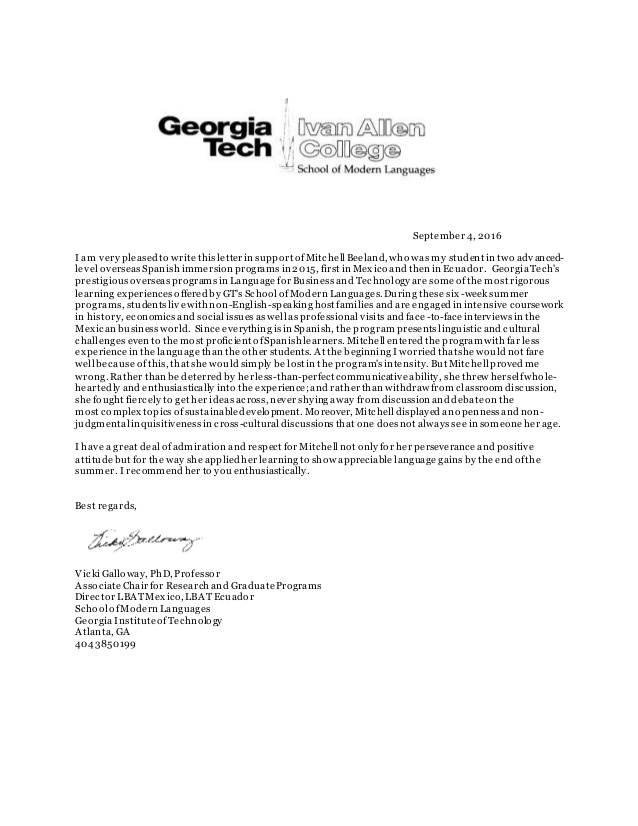 Georgia Tech
Ivan Allen College
School of Modern Languages
September 4, 2016
I am very pleased to write this letter in support of Mitchell Beeland, who was my student in two advanced-
level overseas Spanish immersion programs in 2015, first in Mexico and then in Ecuador. Georgia Tech's
prestigious overseas programs in Language for Business and Technology are some of the most rigorous
learning experiences offered by GT's School of Modern Languages. During these six-week summer
programs, students live with non-English-speaking host families and are engaged in intensive coursework
in history, economics and social issues as well as professional visits and face-to-face interviews in the
Mexican business world. Since everything is in Spanish, the program presents linguistic and cultural
challenges even to the most proficient of Spanish learners. Mitchell entered the program with far less
experience in the language than the other students. At the beginning I worried that she would not fare
well because of this, that she would simply be lost in the program's intensity. But Mitchell proved me
wrong. Rather than be deterred by her less-than-perfect communicative ability, she threw herself whole-
heartedly and enthusiastically into the experience; and rather than withdraw from classroom discussion,
she fought fiercely to get her ideas across, never shying away from discussion and debate on the
most complex topics of sustainable development. Moreover, Mitchell displayed an openness and non-
judgmental inquisitiveness in cross-cultural discussions that one does not always see in someone her age.
I have a great deal of admiration and respect for Mitchell not only for her perseverance and positive
attitude but for the way she applied her learning to show appreciable language gains by the end of the
summer. I recommend her to you enthusiastically.
Best regards,
Vicki Galloway
Vicki Galloway, PhD, Professor
Associate Chair for Research and Graduate Programs
Director LBAT Mexico, LBAT Ecuador
School of Modern Languages
Georgia Institute of Technology
Atlanta, GA
4043850199